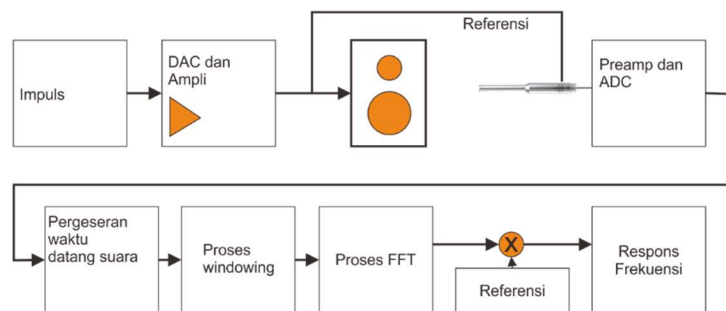 Referensi
Impuls
DAC dan
Ampli
Preamp dan
ADC
Pergeseran
waktu
datang suara
Proses
windowing
Proses FFT
X
Referensi
Respons
Frekuensi